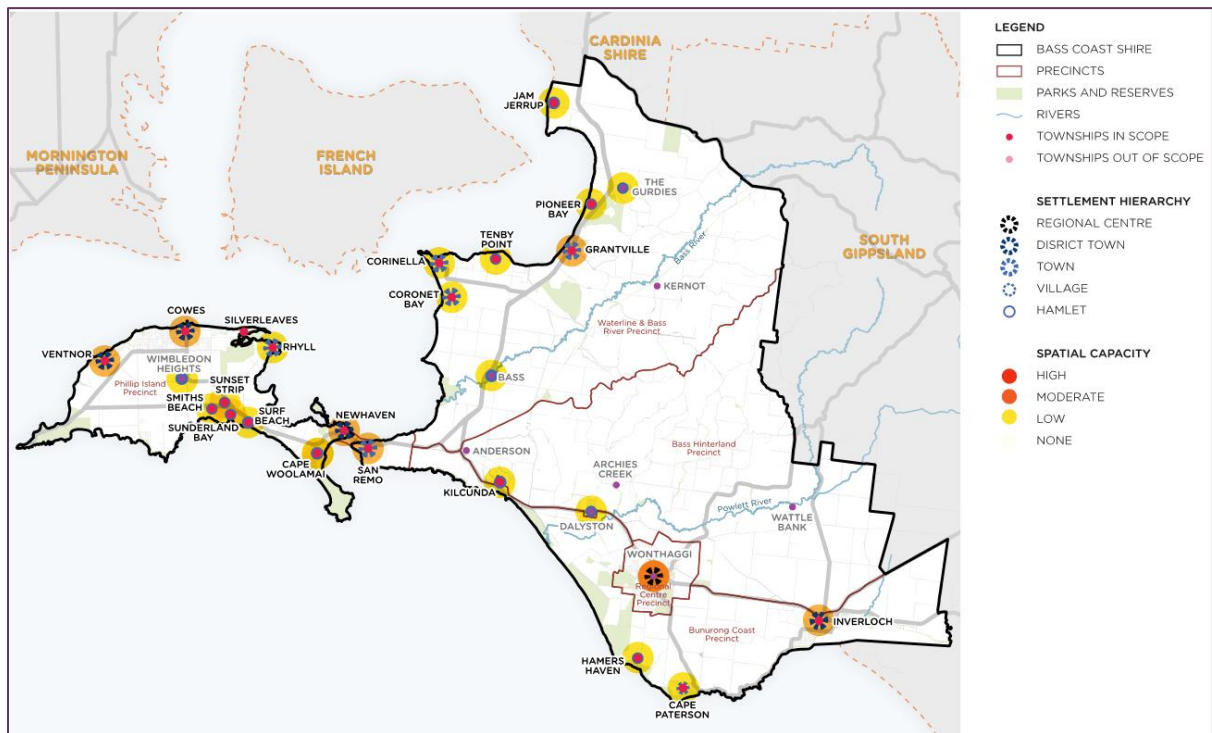 CARDINIA
SHIRE
JAM
JERRUP
MORNINGTON
PENINSULA
FRENCH
ISLAND
THE
GURDIES
PIONEER
BAY
TENBY
POINT
GRANTVILLE
CORINELLA
SOUTH
GIPPSLAND
Bass River
KERNOT
CORONET
BAY
COWES
SILVERLEAVES
Waterline & Bass
River Precinct
VENTNOR
RHYLL
WIMBLEDON
HEIGHTS
BASS
Phillip Island
Precinct
SUNSET
STRIP
SMITHS
BEACH
SURF
BEACH
SUNDERLAND
BAY
NEWHAVEN
Bass Hinterland
Precinct
CAPE
WOOLAMAI
SAN
REMO
ANDERSON
ARCHIES
CREEK
KILCUNDA
Powlett River
WATTLE
BANK
DALYSTON
WONTHAGGI
Regional
Centre
Precinct
INVERLOCH
Bunurong Coast
Precinct
HAMERS
HAVEN
CAPE
PATERSON
LEGEND
BASS COAST SHIRE
PRECINCTS
PARKS AND RESERVES
RIVERS
TOWNSHIPS IN SCOPE
TOWNSHIPS OUT OF SCOPE
SETTLEMENT HIERARCHY
REGIONAL CENTRE
DISRICT TOWN
TOWN
VILLAGE
HAMLET
SPATIAL CAPACITY
HIGH
MODERATE
LOW
NONE